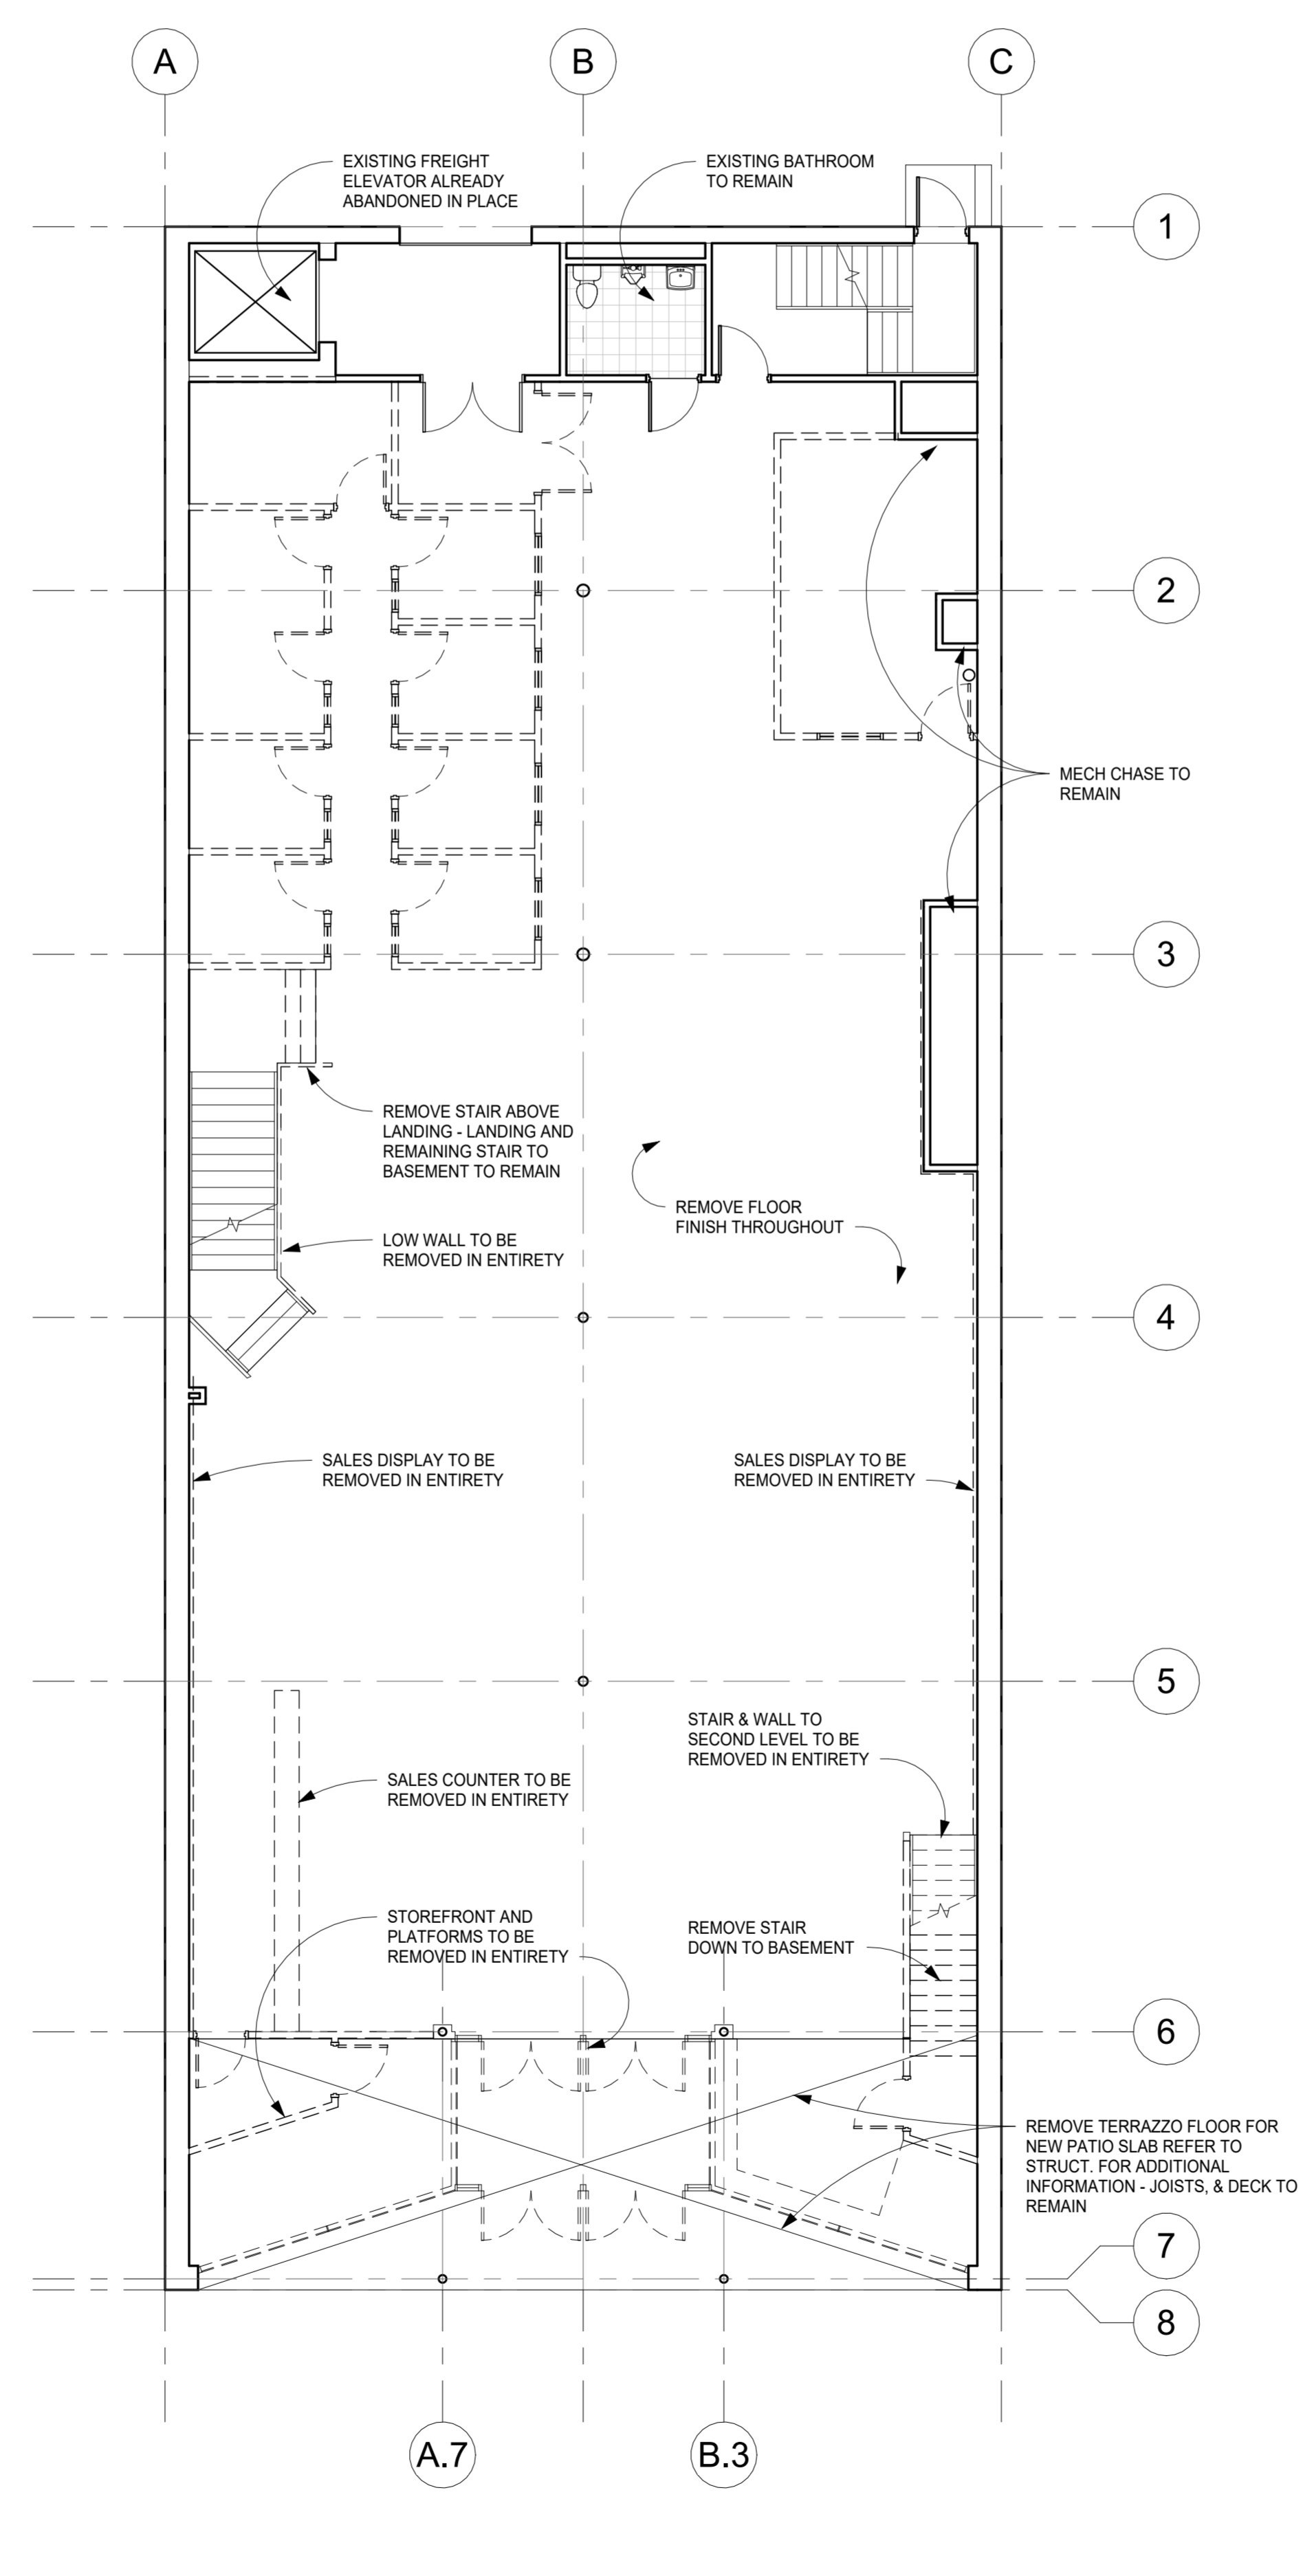 A
B
C
EXISTING FREIGHT
ELEVATOR ALREADY
ABANDONED IN PLACE
EXISTING BATHROOM
TO REMAIN
1
2
MECH CHASE TO
REMAIN
3
REMOVE STAIR ABOVE
LANDING - LANDING AND
REMAINING STAIR TO
BASEMENT TO REMAIN
REMOVE FLOOR
FINISH THROUGHOUT
LOW WALL TO BE
REMOVED IN ENTIRETY
4
SALES DISPLAY TO BE
REMOVED IN ENTIRETY
SALES DISPLAY TO BE
REMOVED IN ENTIRETY
5
STAIR & WALL TO
SECOND LEVEL TO BE
REMOVED IN ENTIRETY
SALES COUNTER TO BE
REMOVED IN ENTIRETY
STOREFRONT AND
PLATFORMS TO BE
REMOVED IN ENTIRETY
REMOVE STAIR
DOWN TO BASEMENT
6
REMOVE TERRAZZO FLOOR FOR
NEW PATIO SLAB REFER TO
STRUCT. FOR ADDITIONAL
INFORMATION - JOISTS, & DECK TO
REMAIN
7
8
A.7
B.3